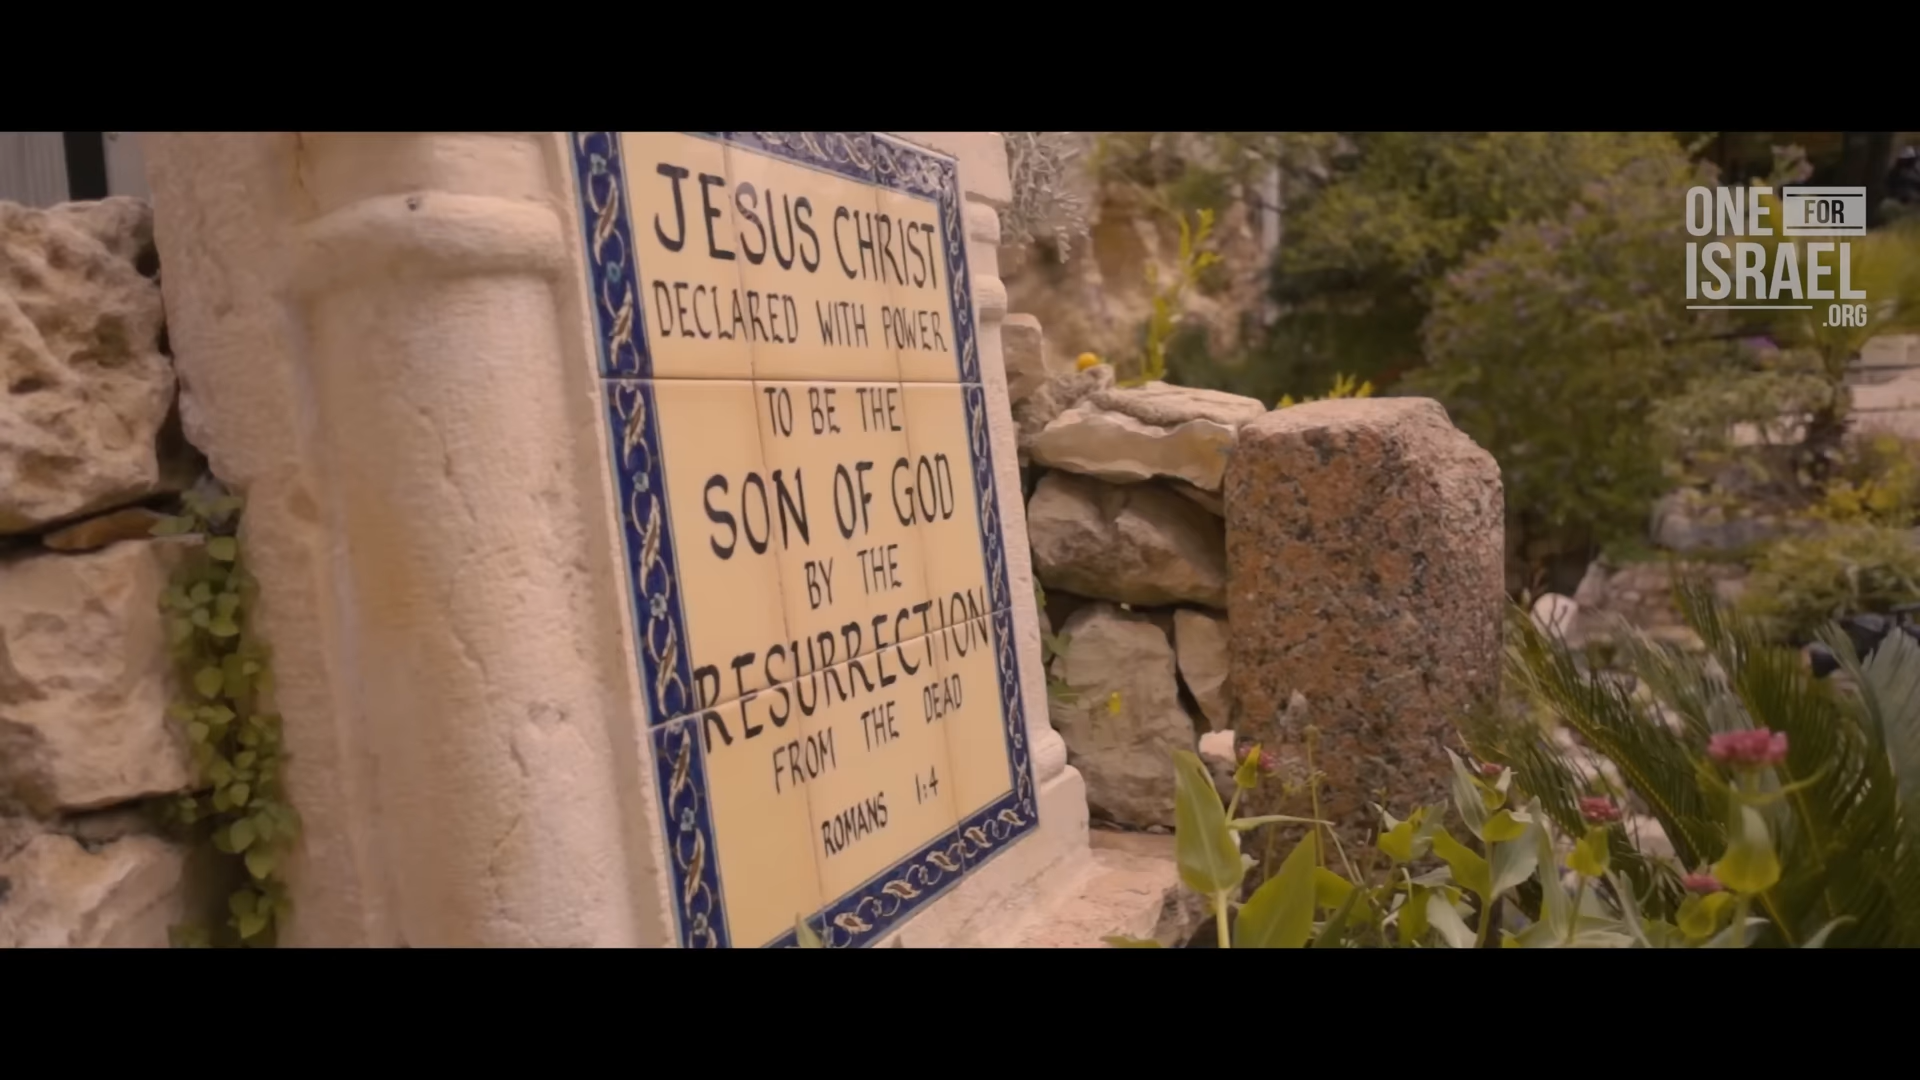 JESUS CHRIST
DECLARED WITH POWER
TO BE THE
SON OF GOD
BY THE
RESURRECTION
FROM THE DEAD
ROMANS 1:4
ONE FOR
ISRAEL
.ORG